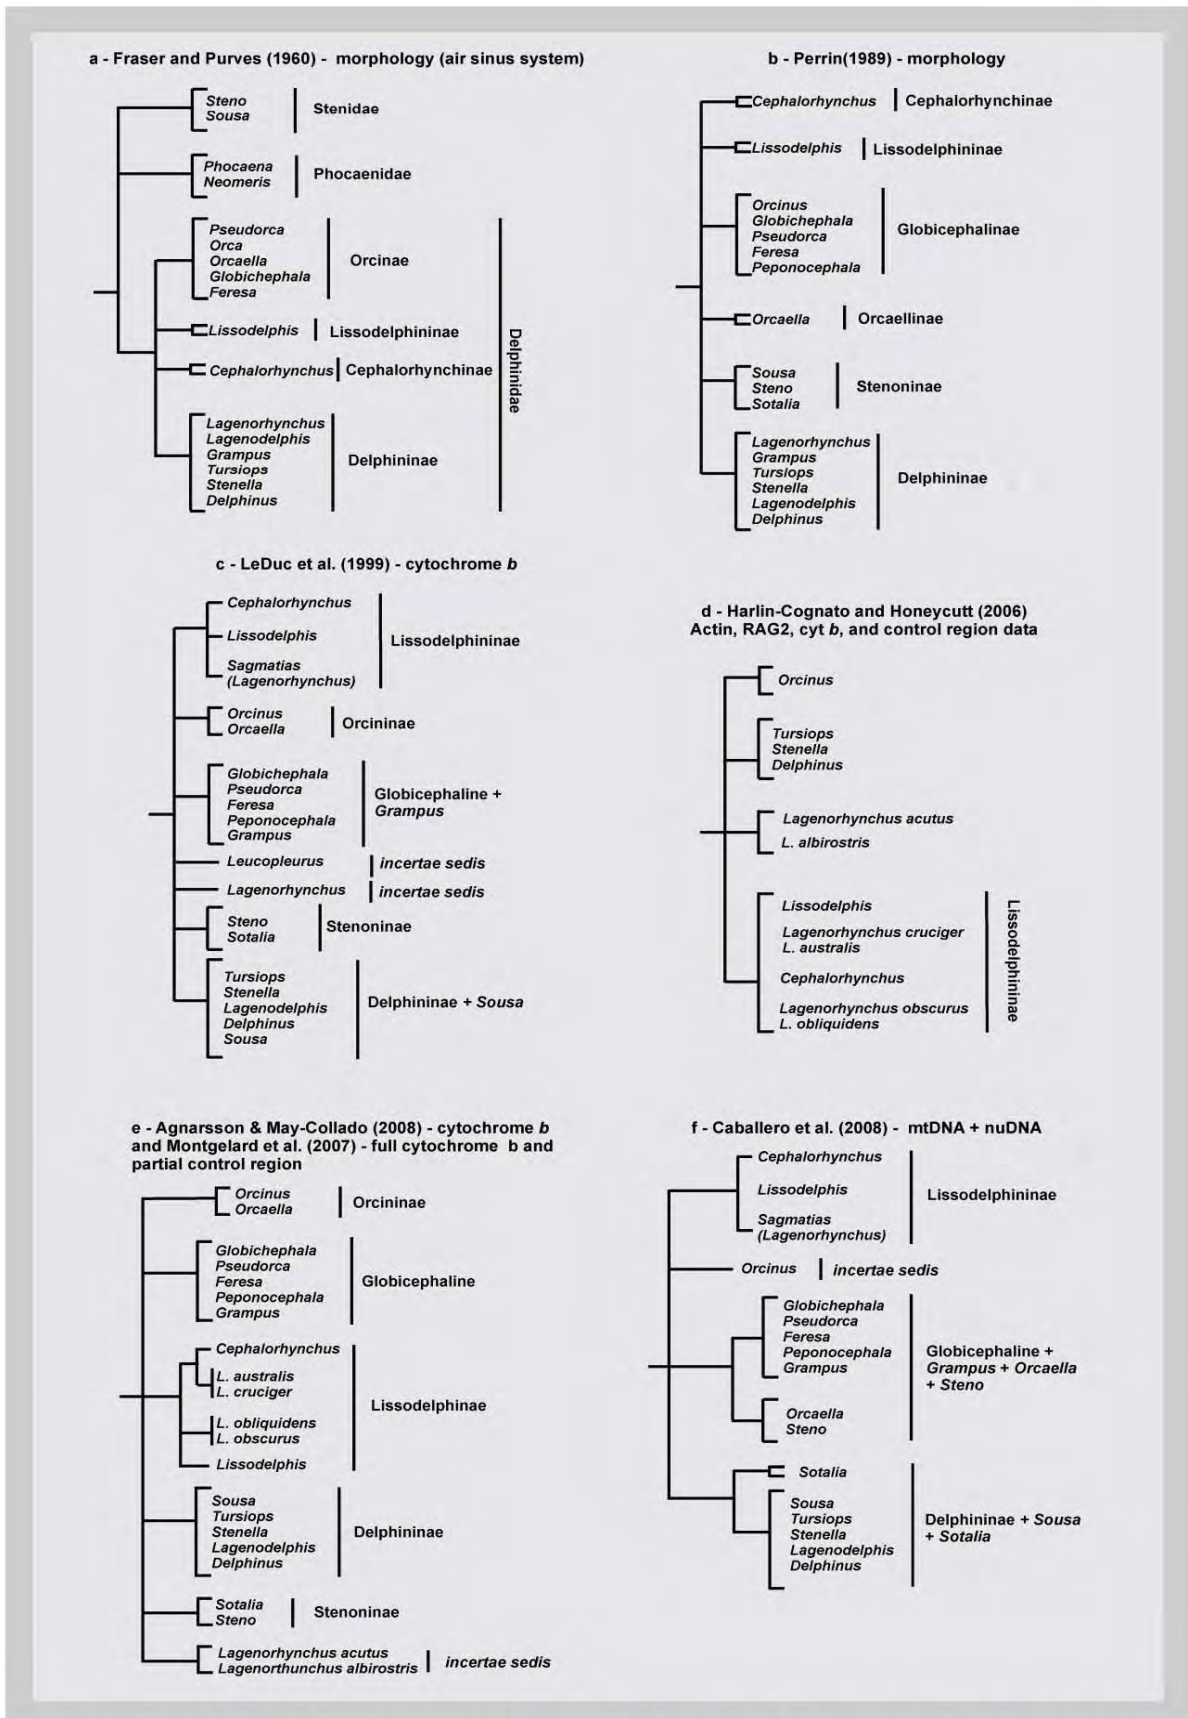 a - Fraser and Purves (1960) - morphology (air sinus system)
Steno
Sousa
Stenidae
Phocaena
Neomeris
Phocaenidae
Pseudorca
Orca
Orcaella
Globichephala
Feresa
Orcinae
Lissodelphis
Lissodelphininae
Cephalorhynchus
Cephalorhynchinae
Lagenorhynchus
Lagenodelphis
Grampus
Tursiops
Stenella
Delphinus
Delphininae
Delphinidae
b - Perrin(1989) - morphology
Cephalorhynchus
Cephalorhynchinae
Lissodelphis
Lissodelphininae
Orcinus
Globichephala
Pseudorca
Feresa
Peponocephala
Globicephalinae
Orcaella
Orcaellinae
Sousa
Steno
Sotalia
Stenoninae
Lagenorhynchus
Grampus
Tursiops
Stenella
Lagenodelphis
Delphinus
Delphininae
c - LeDuc et al. (1999) - cytochrome b
Cephalorhynchus
Lissodelphis
Sagmatias
(Lagenorhynchus)
Lissodelphininae
Orcinus
Orcaella
Orcininae
Globichephala
Pseudorca
Feresa
Peponocephala
Grampus
Globicephaline +
Grampus
Leucopleurus
incertae sedis
Lagenorhynchus
incertae sedis
Steno
Sotalia
Stenoninae
Tursiops
Stenella
Lagenodelphis
Delphinus
Sousa
Delphininae + Sousa
d - Harlin-Cognato and Honeycutt (2006)
Actin, RAG2, cyt b, and control region data
Orcinus
Tursiops
Stenella
Delphinus
Lagenorhynchus acutus
L. albirostris
Lissodelphis
Lagenorhynchus cruciger
L. australis
Cephalorhynchus
Lagenorhynchus obscurus
L. obliquidens
Lissodelphininae
e - Agnarsson & May-Collado (2008) - cytochrome b
and Montgelard et al. (2007) - full cytochrome b and
partial control region
Orcinus
Orcaella
Orcininae
Globichephala
Pseudorca
Feresa
Peponocephala
Grampus
Globicephaline
Cephalorhynchus
L. australis
L. cruciger
L. obliquidens
L. obscurus
Lissodelphis
Lissodelphinae
Sousa
Tursiops
Stenella
Lagenodelphis
Delphinus
Delphininae
Sotalia
Steno
Stenoninae
Lagenorhynchus acutus
Lagenorthunchus albirostris
incertae sedis
f - Caballero et al. (2008) - mtDNA + nuDNA
Cephalorhynchus
Lissodelphis
Sagmatias
(Lagenorhynchus)
Lissodelphininae
Orcinus
incertae sedis
Globichephala
Pseudorca
Feresa
Peponocephala
Grampus
Orcaella
Steno
Globicephaline +
Grampus + Orcaella
+ Steno
Sotalia
Sousa
Tursiops
Stenella
Lagenodelphis
Delphinus
Delphininae + Sousa
+ Sotalia